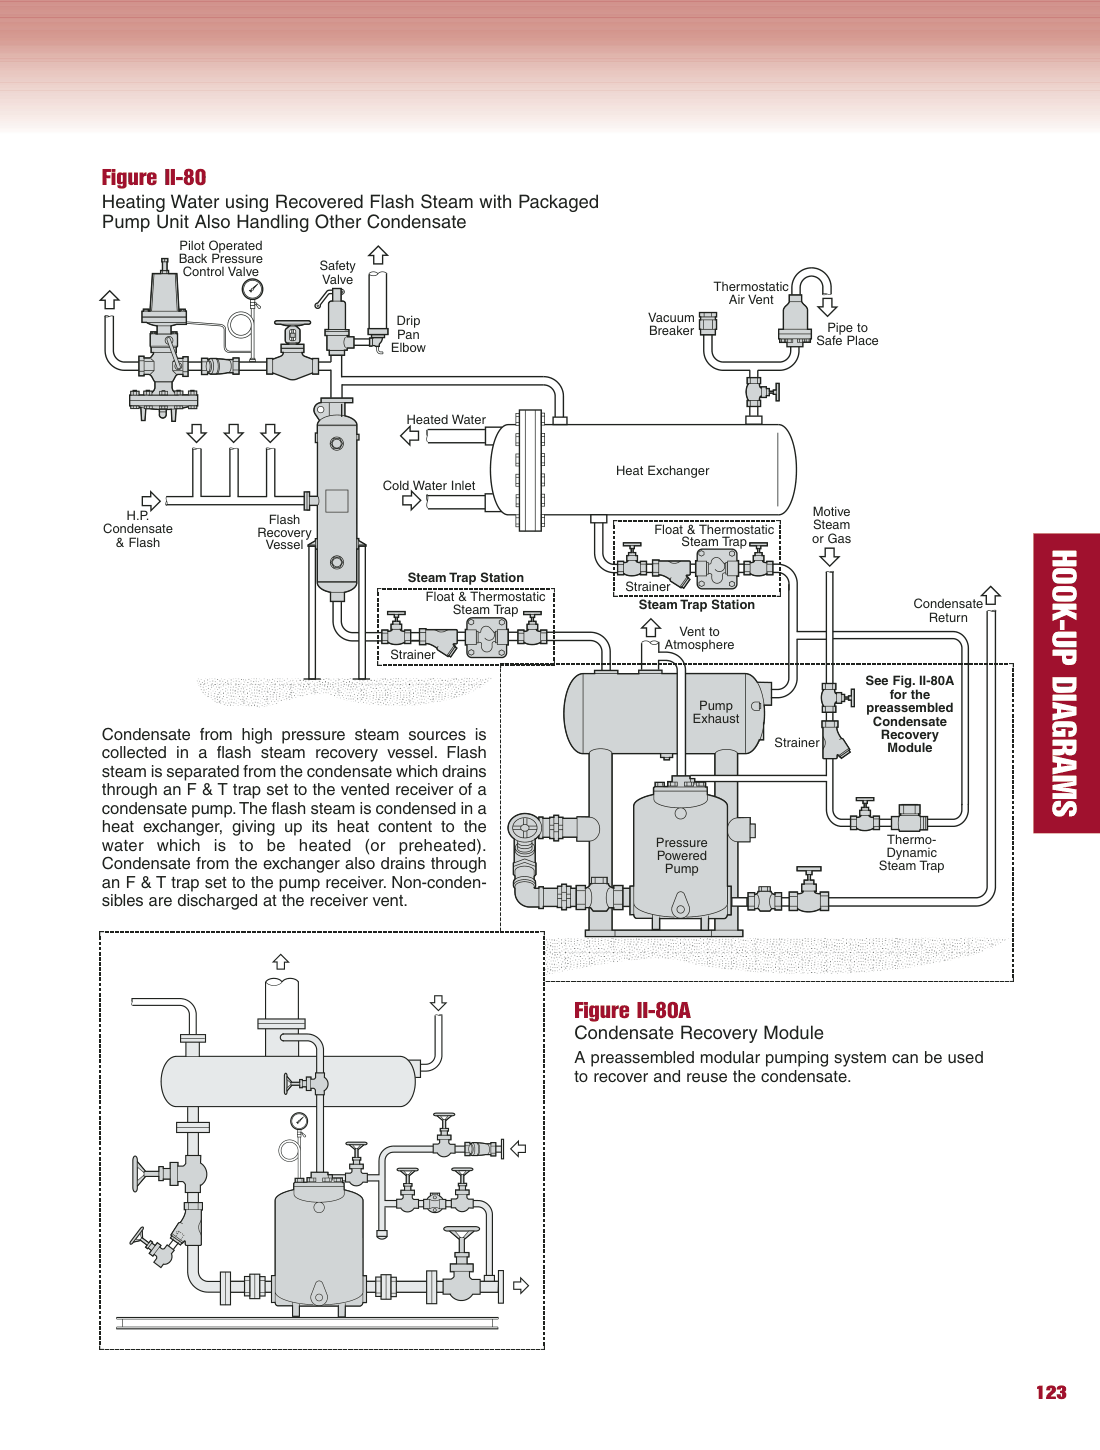 Figure II-80
Heating Water using Recovered Flash Steam with Packaged
Pump Unit Also Handling Other Condensate
Pilot Operated
Back Pressure
Control Valve
Safety
Valve
Drip
Pan
Elbow
Thermostatic
Air Vent
Vacuum
Breaker
Pipe to
Safe Place
Heated Water
Heat Exchanger
Cold Water Inlet
H.P.
Condensate
& Flash
Flash
Recovery
Vessel
Motive
Steam
or Gas
Float & Thermostatic
Steam Trap
Strainer
Steam Trap Station
Steam Trap Station
Float & Thermostatic
Steam Trap
Strainer
Condensate
Return
Vent to
Atmosphere
See Fig. II-80A
for the
preassembled
Condensate
Recovery
Module
Pump
Exhaust
Strainer
Thermo-
Dynamic
Steam Trap
Pressure
Powered
Pump
HOOK-UP DIAGRAMS
Condensate from high pressure steam sources is
collected in a flash steam recovery vessel. Flash
steam is separated from the condensate which drains
through an F & T trap set to the vented receiver of a
condensate pump. The flash steam is condensed in a
heat exchanger, giving up its heat content to the
water which is to be heated (or preheated).
Condensate from the exchanger also drains through
an F & T trap set to the pump receiver. Non-conden-
sibles are discharged at the receiver vent.
Figure II-80A
Condensate Recovery Module
A preassembled modular pumping system can be used
to recover and reuse the condensate.
123